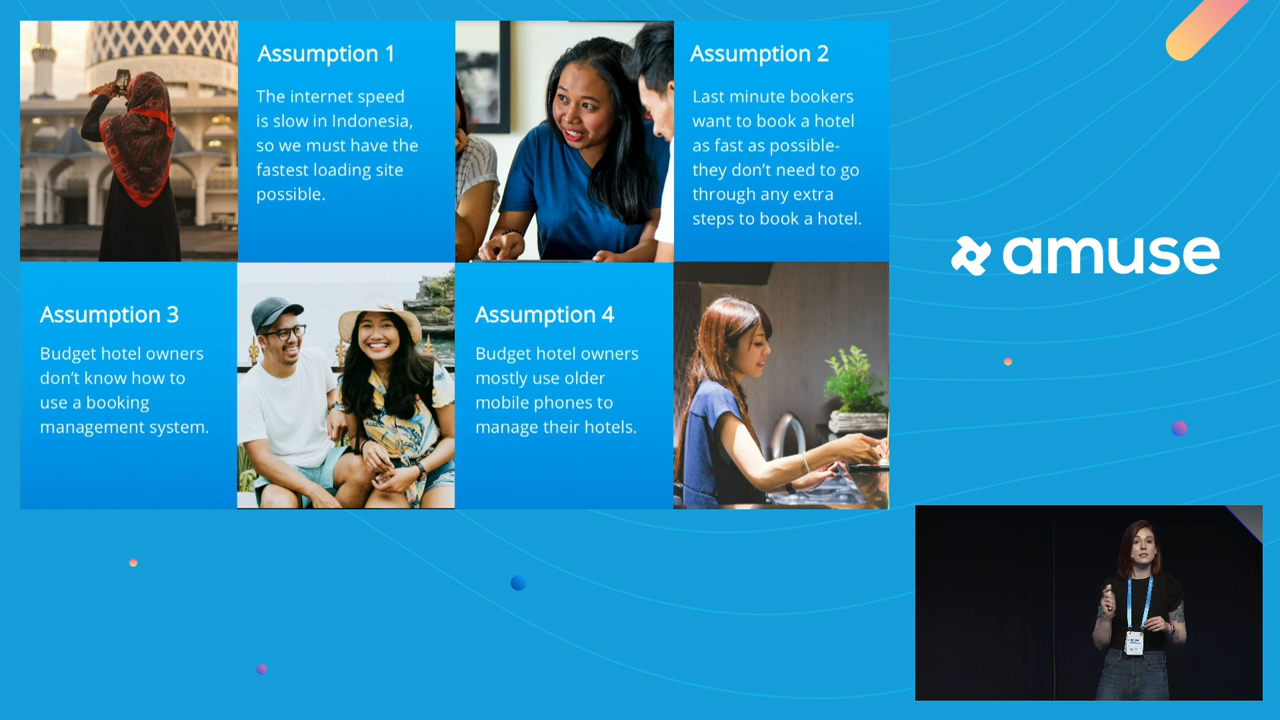 Assumption 1
The internet speed
is slow in Indonesia,
so we must have the
fastest loading site
possible.
Assumption 2
Last minute bookers
want to book a hotel
as fast as possible-
they don't need to go
through any extra
steps to book a hotel.
Assumption 3
Budget hotel owners
don't know how to
use a booking
management system.
Assumption 4
Budget hotel owners
mostly use older
mobile phones to
manage their hotels.
amuse